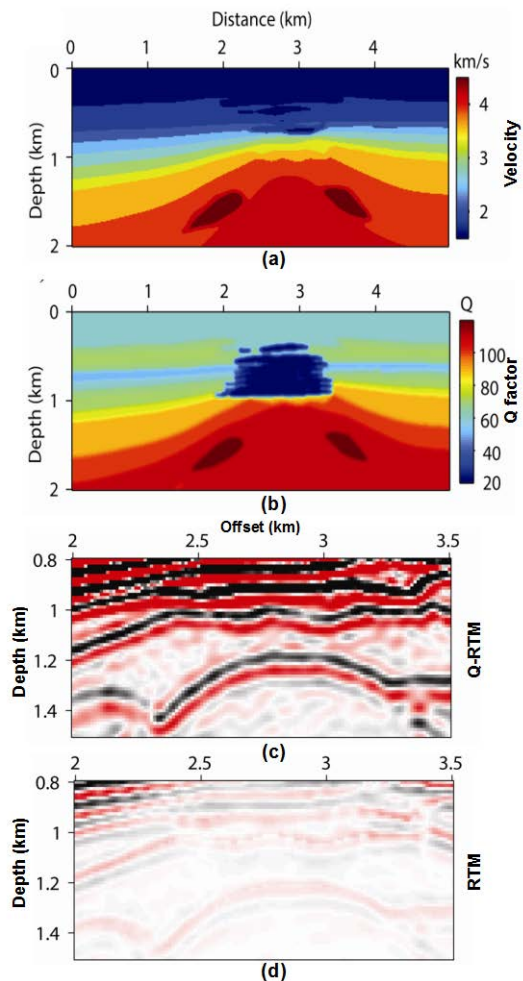 Distance (km)
0 1 2 3 4
km/s
0
1
2
Depth (km)
4
3
2
Velocity
(a)
0 1 2 3 4
Q
0
1
2
Depth (km)
100
80
60
40
20
Q factor
(b)
Offset (km)
2 2.5 3 3.5
0.8
1
1.2
1.4
Depth (km)
Q-RTM
(c)
2 2.5 3 3.5
0.8
1
1.2
1.4
Depth (km)
RTM
(d)